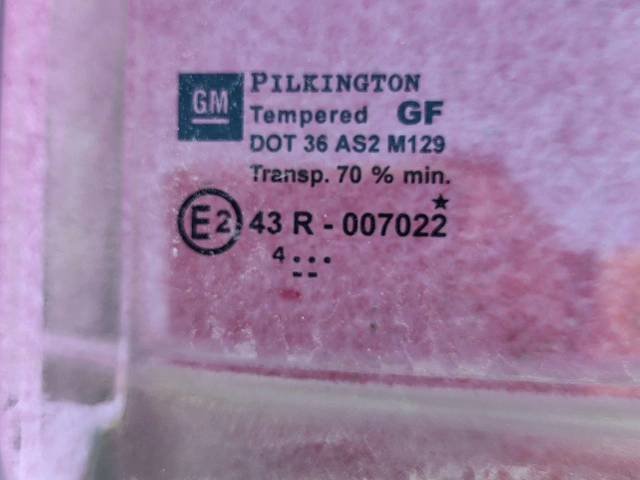 GM PILKINGTON
Tempered GF
DOT 36 AS2 M129
Transp. 70 % min.
E2 43 R - 007022
4...
--